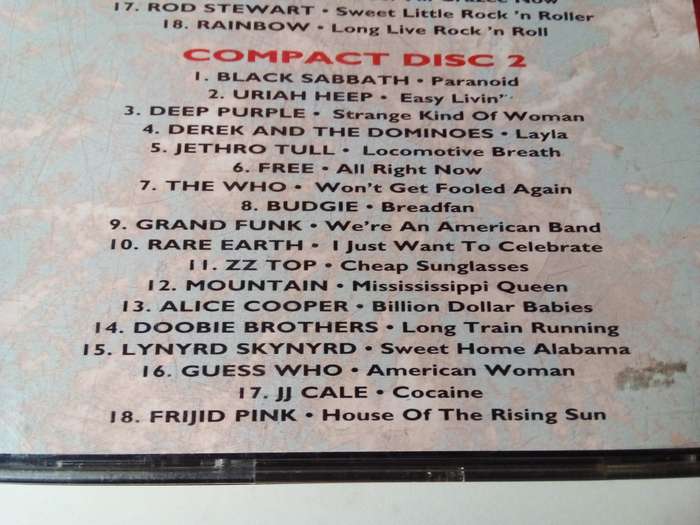 Now
17. ROD STEWART • Sweet Little Rock 'n Roller
18. RAINBOW • Long Live Rock 'n Roll
COMPACT DISC 2
1. BLACK SABBATH • Paranoid
2. URIAH HEEP • Easy Livin'
3. DEEP PURPLE • Strange Kind Of Woman
4. DEREK AND THE DOMINOES • Layla
5. JETHRO TULL • Locomotive Breath
6. FREE • All Right Now
7. THE WHO • Won't Get Fooled Again
8. BUDGIE • Breadfan
9. GRAND FUNK • We're An American Band
10. RARE EARTH • I Just Want To Celebrate
11. ZZ TOP • Cheap Sunglasses
12. MOUNTAIN • Missississippi Queen
13. ALICE COOPER • Billion Dollar Babies
14. DOOBIE BROTHERS • Long Train Running
15. LYNYRD SKYNYRD • Sweet Home Alabama
16. GUESS WHO • American Woman
17. JJ CALE • Cocaine
18. FRIJID PINK • House Of The Rising Sun